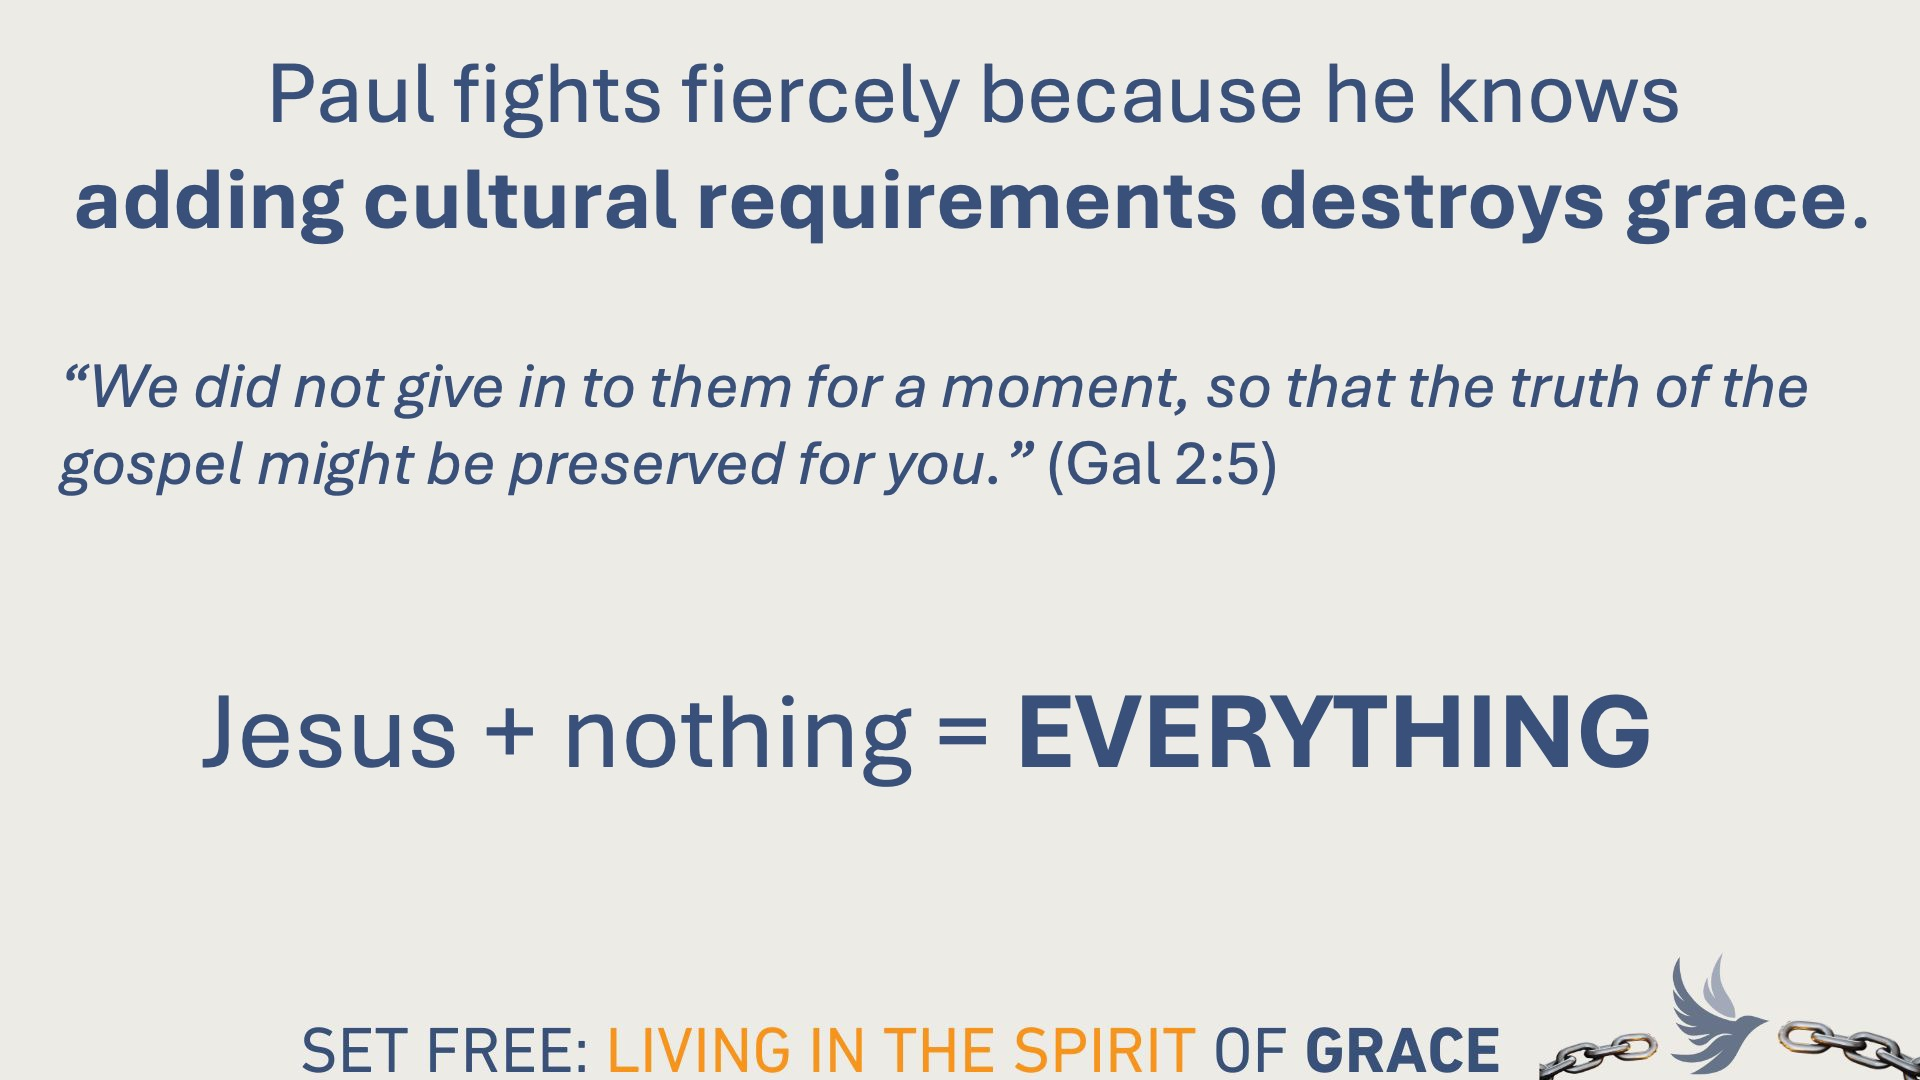 Paul fights fiercely because he knows
adding cultural requirements destroys grace.
“We did not give in to them for a moment, so that the truth of the
gospel might be preserved for you.” (Gal 2:5)
Jesus + nothing = EVERYTHING
SET FREE: LIVING IN THE SPIRIT OF GRACE